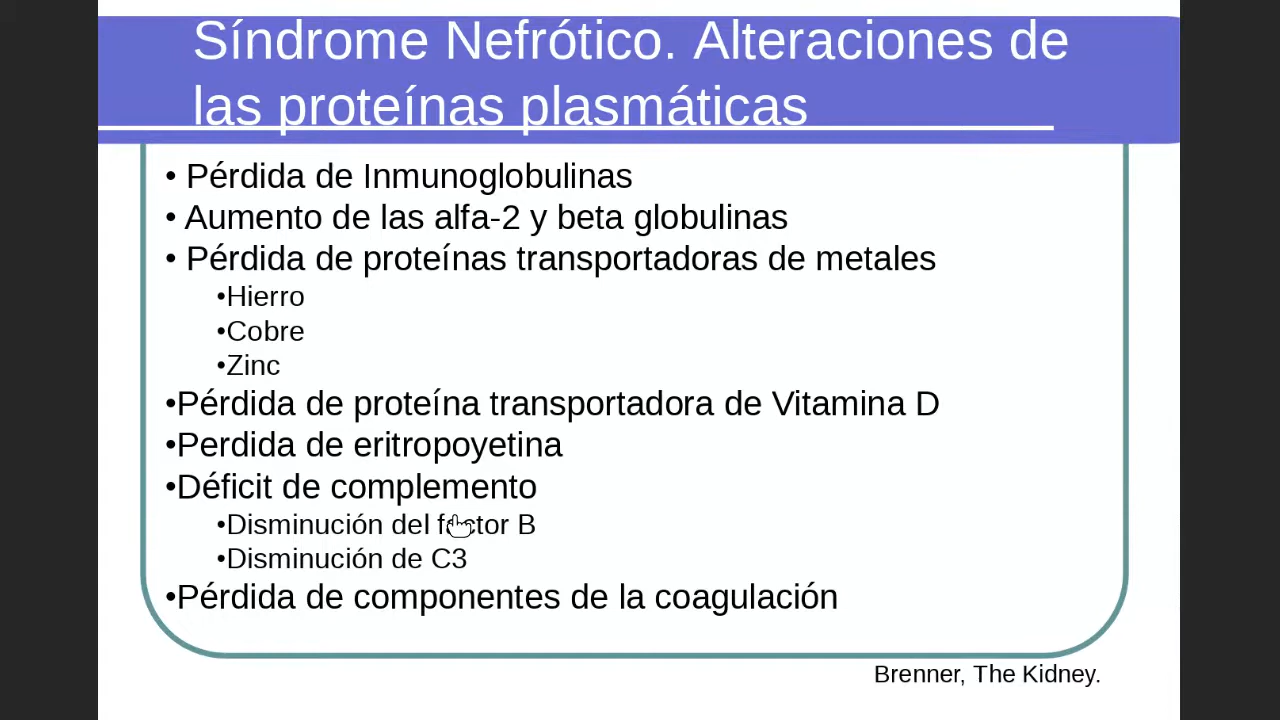 Síndrome Nefrótico. Alteraciones de
las proteínas plasmáticas
• Pérdida de Inmunoglobulinas
• Aumento de las alfa-2 y beta globulinas
• Pérdida de proteínas transportadoras de metales
•Hierro
•Cobre
•Zinc
•Pérdida de proteína transportadora de Vitamina D
•Perdida de eritropoyetina
•Déficit de complemento
•Disminución del factor B
•Disminución de C3
•Pérdida de componentes de la coagulación
Brenner, The Kidney.